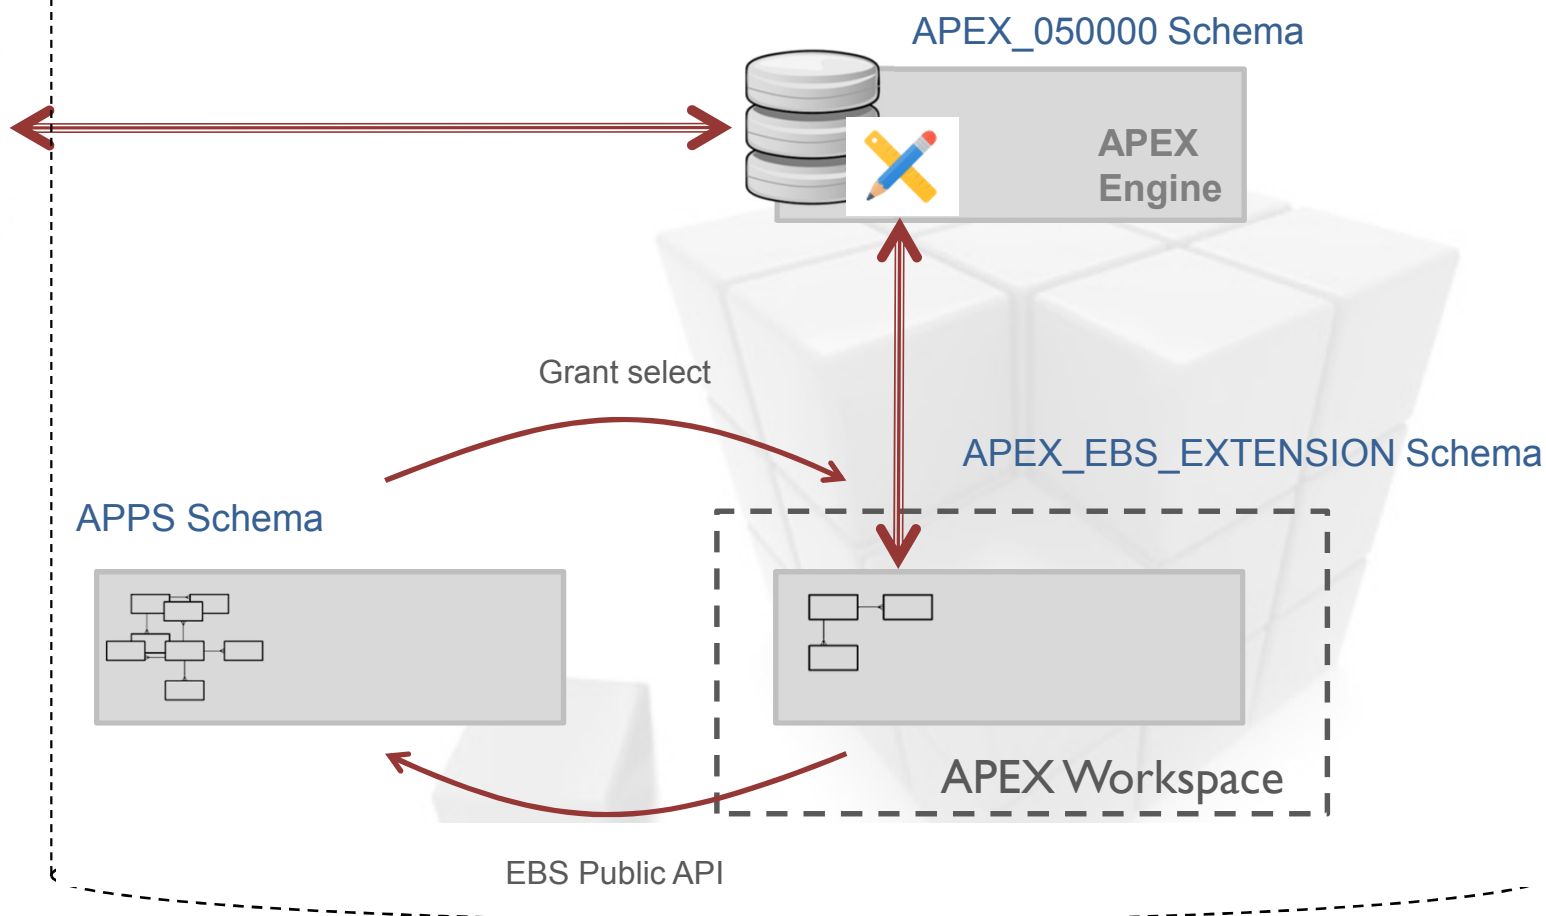 APEX_050000 Schema
APEX
Engine
Grant select
APEX_EBS_EXTENSION Schema
APPS Schema
APEX Workspace
EBS Public API